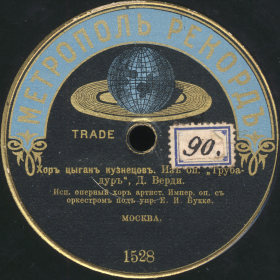 МЕТРОПОЛЬ РЕКОРДЪ
TRADE
90.
Хоръ цыганъ кузнецовъ. Изъ оп. „Труба-
дуръ“, Д. Верди.
Исп. оперный хоръ артист. Импер. оп. съ
оркестромъ подъ упр. Е. И. Букке.
МОСКВА.
1528